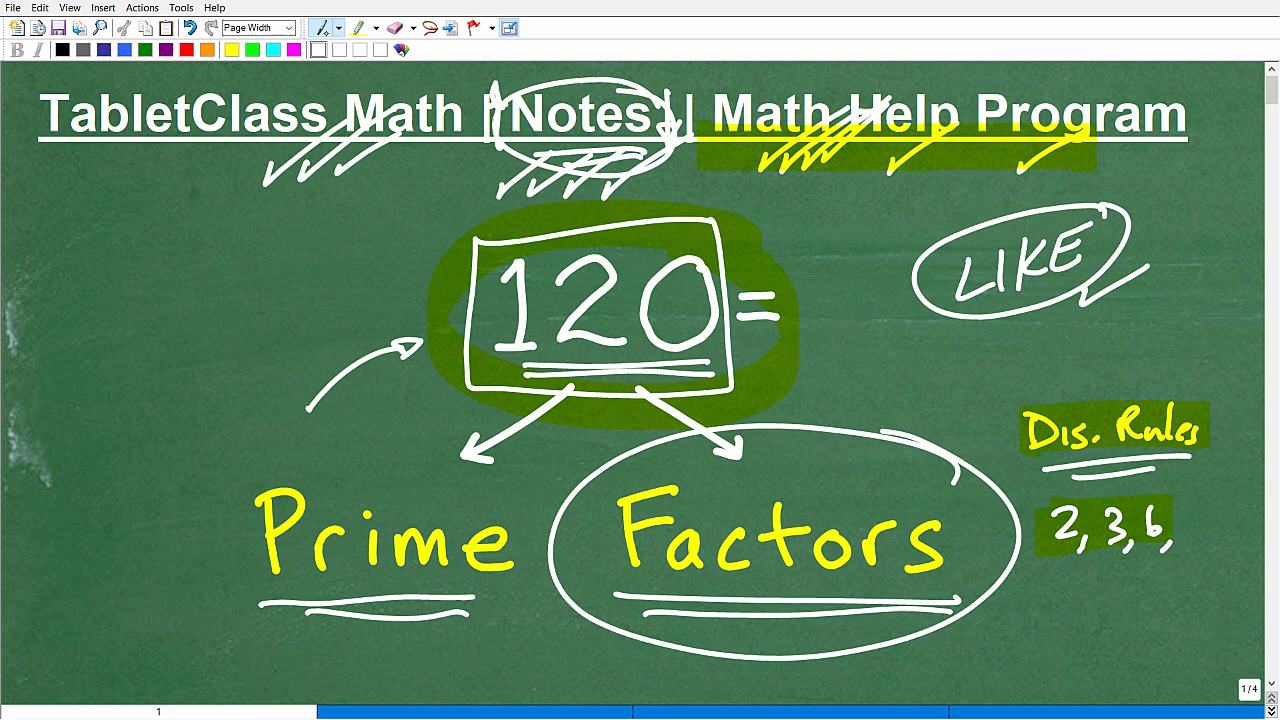 File Edit View Insert Actions Tools Help
Page Width
B I
TabletClass Math | Notes | Math Help Program
LIKE
120 =
Dis. Rules
Prime Factors
2, 3, 6,
1/4
1